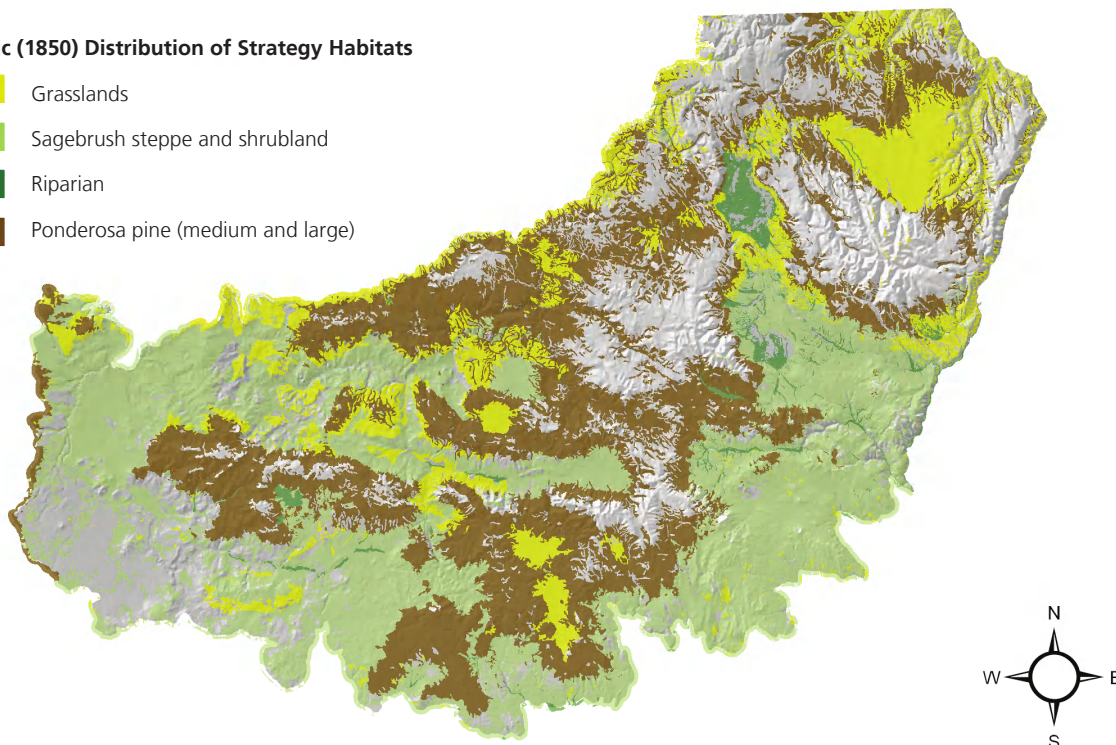 c (1850) Distribution of Strategy Habitats
Grasslands
Sagebrush steppe and shrubland
Riparian
Ponderosa pine (medium and large)
N
W E
S